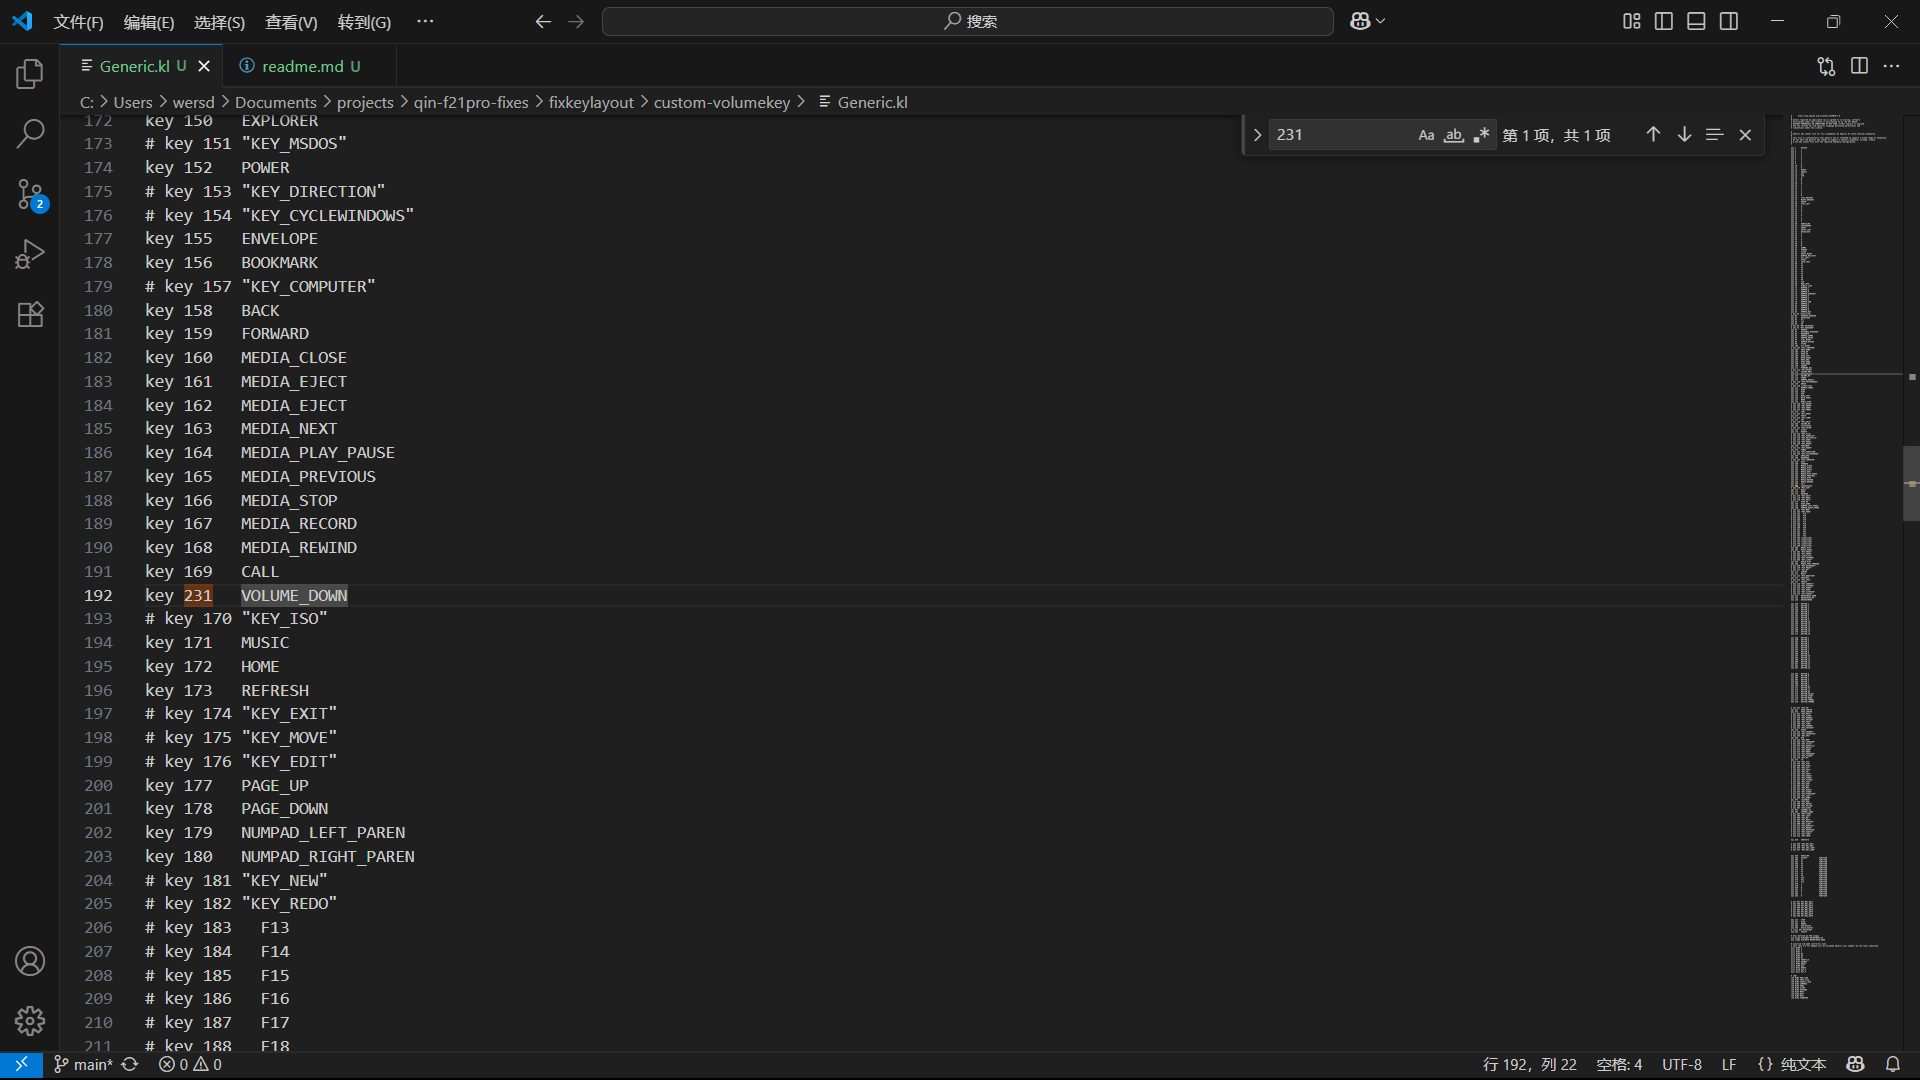 文件(F) 编辑(E) 选择(S) 查看(V) 转到(G) ··· 搜索
Generic.kl U readme.md U
C: > Users > wersd > Documents > projects > qin-f21pro-fixes > fixkeylayout > custom-volumekey > Generic.kl
231 Aa ab 第 1 项，共 1 项
172 key 150 EXPLORER
173 # key 151 "KEY_MSDOS"
174 key 152 POWER
175 # key 153 "KEY_DIRECTION"
176 # key 154 "KEY_CYCLEWINDOWS"
177 key 155 ENVELOPE
178 key 156 BOOKMARK
179 # key 157 "KEY_COMPUTER"
180 key 158 BACK
181 key 159 FORWARD
182 key 160 MEDIA_CLOSE
183 key 161 MEDIA_EJECT
184 key 162 MEDIA_EJECT
185 key 163 MEDIA_NEXT
186 key 164 MEDIA_PLAY_PAUSE
187 key 165 MEDIA_PREVIOUS
188 key 166 MEDIA_STOP
189 key 167 MEDIA_RECORD
190 key 168 MEDIA_REWIND
191 key 169 CALL
192 key 231 VOLUME_DOWN
193 # key 170 "KEY_ISO"
194 key 171 MUSIC
195 key 172 HOME
196 key 173 REFRESH
197 # key 174 "KEY_EXIT"
198 # key 175 "KEY_MOVE"
199 # key 176 "KEY_EDIT"
200 key 177 PAGE_UP
201 key 178 PAGE_DOWN
202 key 179 NUMPAD_LEFT_PAREN
203 key 180 NUMPAD_RIGHT_PAREN
204 # key 181 "KEY_NEW"
205 # key 182 "KEY_REDO"
206 # key 183 F13
207 # key 184 F14
208 # key 185 F15
209 # key 186 F16
210 # key 187 F17
211 # key 188 F18
2
main* 0 0 行 192，列 22 空格: 4 UTF-8 LF {} 纯文本